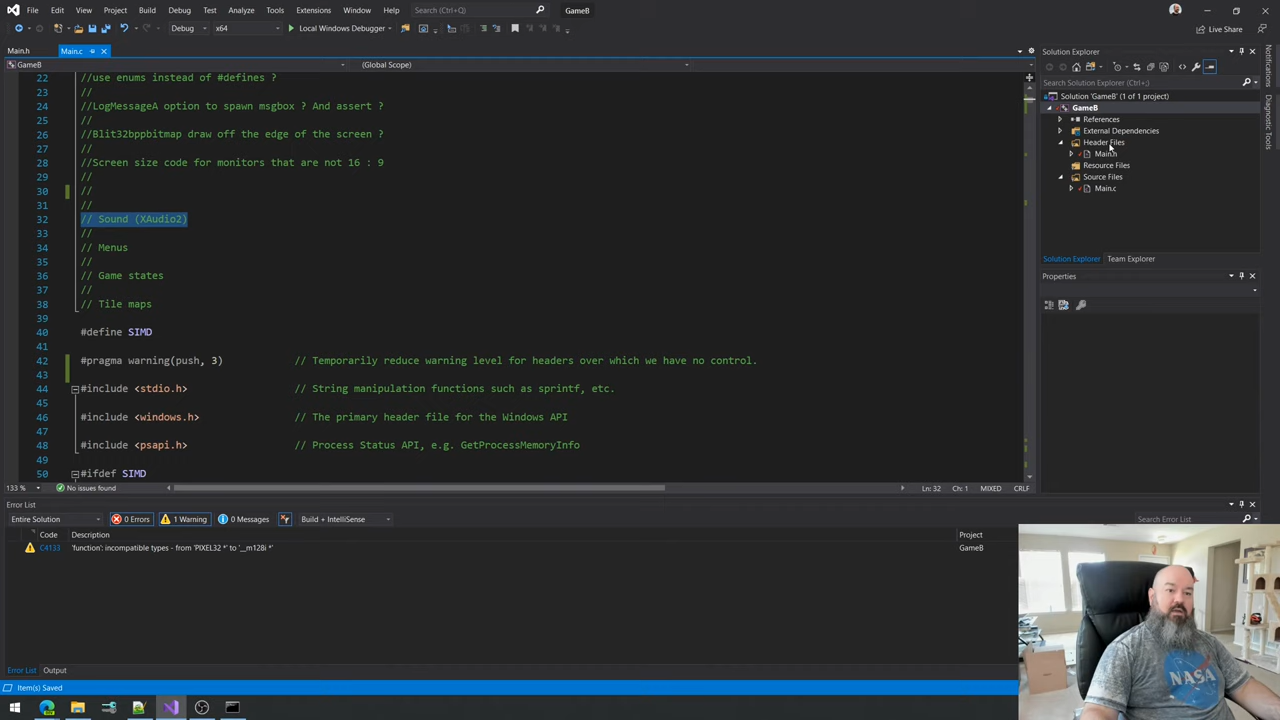 File Edit View Git Project Build Debug Test Analyze Tools Extensions Window Help Search (Ctrl+Q) GameB
Debug x64 Local Windows Debugger Live Share
Main.h Main.c
GameB (Global Scope)
22 //use enums instead of #defines ?
23 //
24 //LogMessageA option to spawn msgbox ? And assert ?
25 //
26 //Blit32bppbitmap draw off the edge of the screen ?
27 //
28 //Screen size code for monitors that are not 16 : 9
29 //
30 //
31 //
32 // Sound (XAudio2)
33 //
34 // Menus
35 //
36 // Game states
37 //
38 // Tile maps
39
40 #define SIMD
41
42 #pragma warning(push, 3) // Temporarily reduce warning level for headers over which we have no control.
43
44 #include <stdio.h> // String manipulation functions such as sprintf, etc.
45
46 #include <windows.h> // The primary header file for the Windows API
47
48 #include <psapi.h> // Process Status API, e.g. GetProcessMemoryInfo
49
50 #ifdef SIMD
133 % No issues found Ln: 32 Ch: 1 MIXED CRLF
Solution Explorer
Search Solution Explorer (Ctrl+;)
Solution 'GameB' (1 of 1 project)
GameB
References
External Dependencies
Header Files
Main.h
Resource Files
Source Files
Main.c
Solution Explorer Team Explorer
Properties
Notifications
Diagnostic Tools
Error List
Entire Solution 0 Errors 1 Warning 0 Messages Build + IntelliSense Search Error List
Code Description Project
C4133 'function': incompatible types - from 'PIXEL32 *' to '__m128i *' GameB
Error List Output
Item(s) Saved
NASA